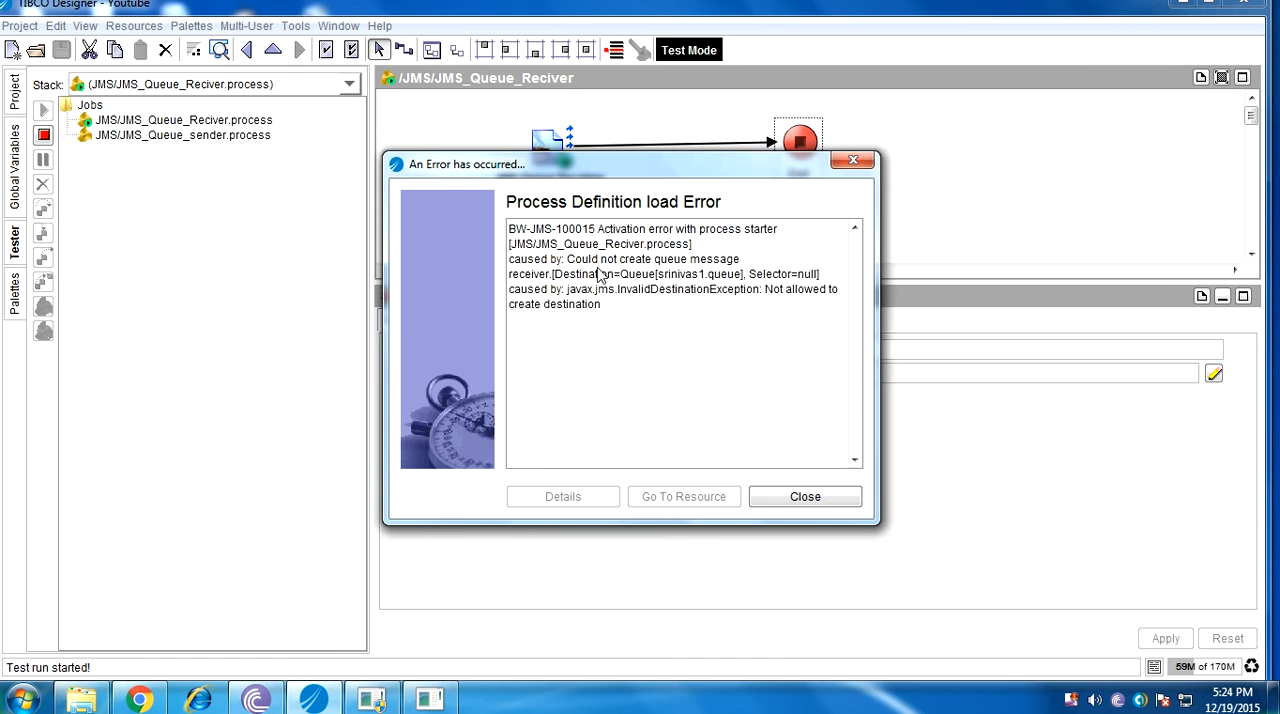 TIBCO Designer - Youtube
Project Edit View Resources Palettes Multi-User Tools Window Help
Test Mode
Project
Global Variables
Tester
Palettes
Stack: (JMS/JMS_Queue_Reciver.process)
Jobs
JMS/JMS_Queue_Reciver.process
JMS/JMS_Queue_sender.process
/JMS/JMS_Queue_Reciver
An Error has occurred...
Process Definition load Error
BW-JMS-100015 Activation error with process starter
[JMS/JMS_Queue_Reciver.process]
caused by: Could not create queue message
receiver.[Destination=Queue[srinivas1.queue], Selector=null]
caused by: javax.jms.InvalidDestinationException: Not allowed to
create destination
Details Go To Resource Close
Apply Reset
Test run started!
59M of 170M
5:24 PM
12/19/2015